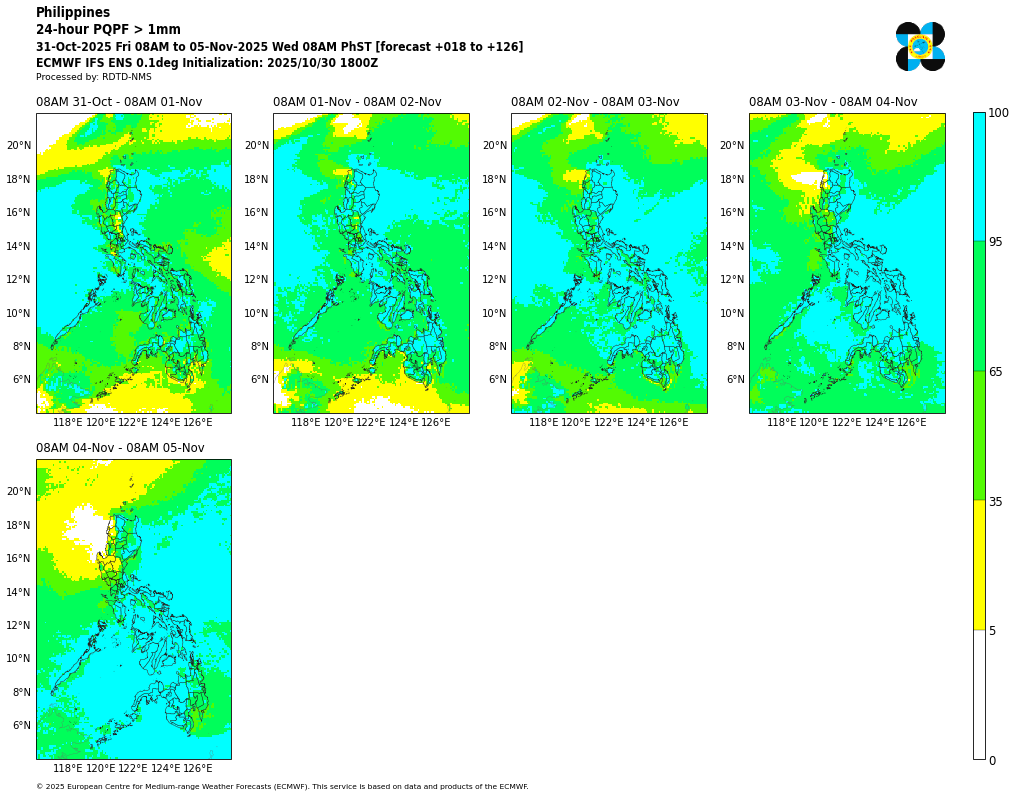 Philippines
24-hour PQPF > 1mm
31-Oct-2025 Fri 08AM to 05-Nov-2025 Wed 08AM PhST [forecast +018 to +126]
ECMWF IFS ENS 0.1deg Initialization: 2025/10/30 1800Z
Processed by: RDTD-NMS
08AM 31-Oct - 08AM 01-Nov
08AM 01-Nov - 08AM 02-Nov
08AM 02-Nov - 08AM 03-Nov
08AM 03-Nov - 08AM 04-Nov
20°N 20°N 20°N 20°N
18°N 18°N 18°N 18°N
16°N 16°N 16°N 16°N
14°N 14°N 14°N 14°N
12°N 12°N 12°N 12°N
10°N 10°N 10°N 10°N
8°N 8°N 8°N 8°N
6°N 6°N 6°N 6°N
118°E 120°E 122°E 124°E 126°E 118°E 120°E 122°E 124°E 126°E 118°E 120°E 122°E 124°E 126°E 118°E 120°E 122°E 124°E 126°E
100
95
65
35
5
0
08AM 04-Nov - 08AM 05-Nov
20°N
18°N
16°N
14°N
12°N
10°N
8°N
6°N
118°E 120°E 122°E 124°E 126°E
© 2025 European Centre for Medium-range Weather Forecasts (ECMWF). This service is based on data and products of the ECMWF.